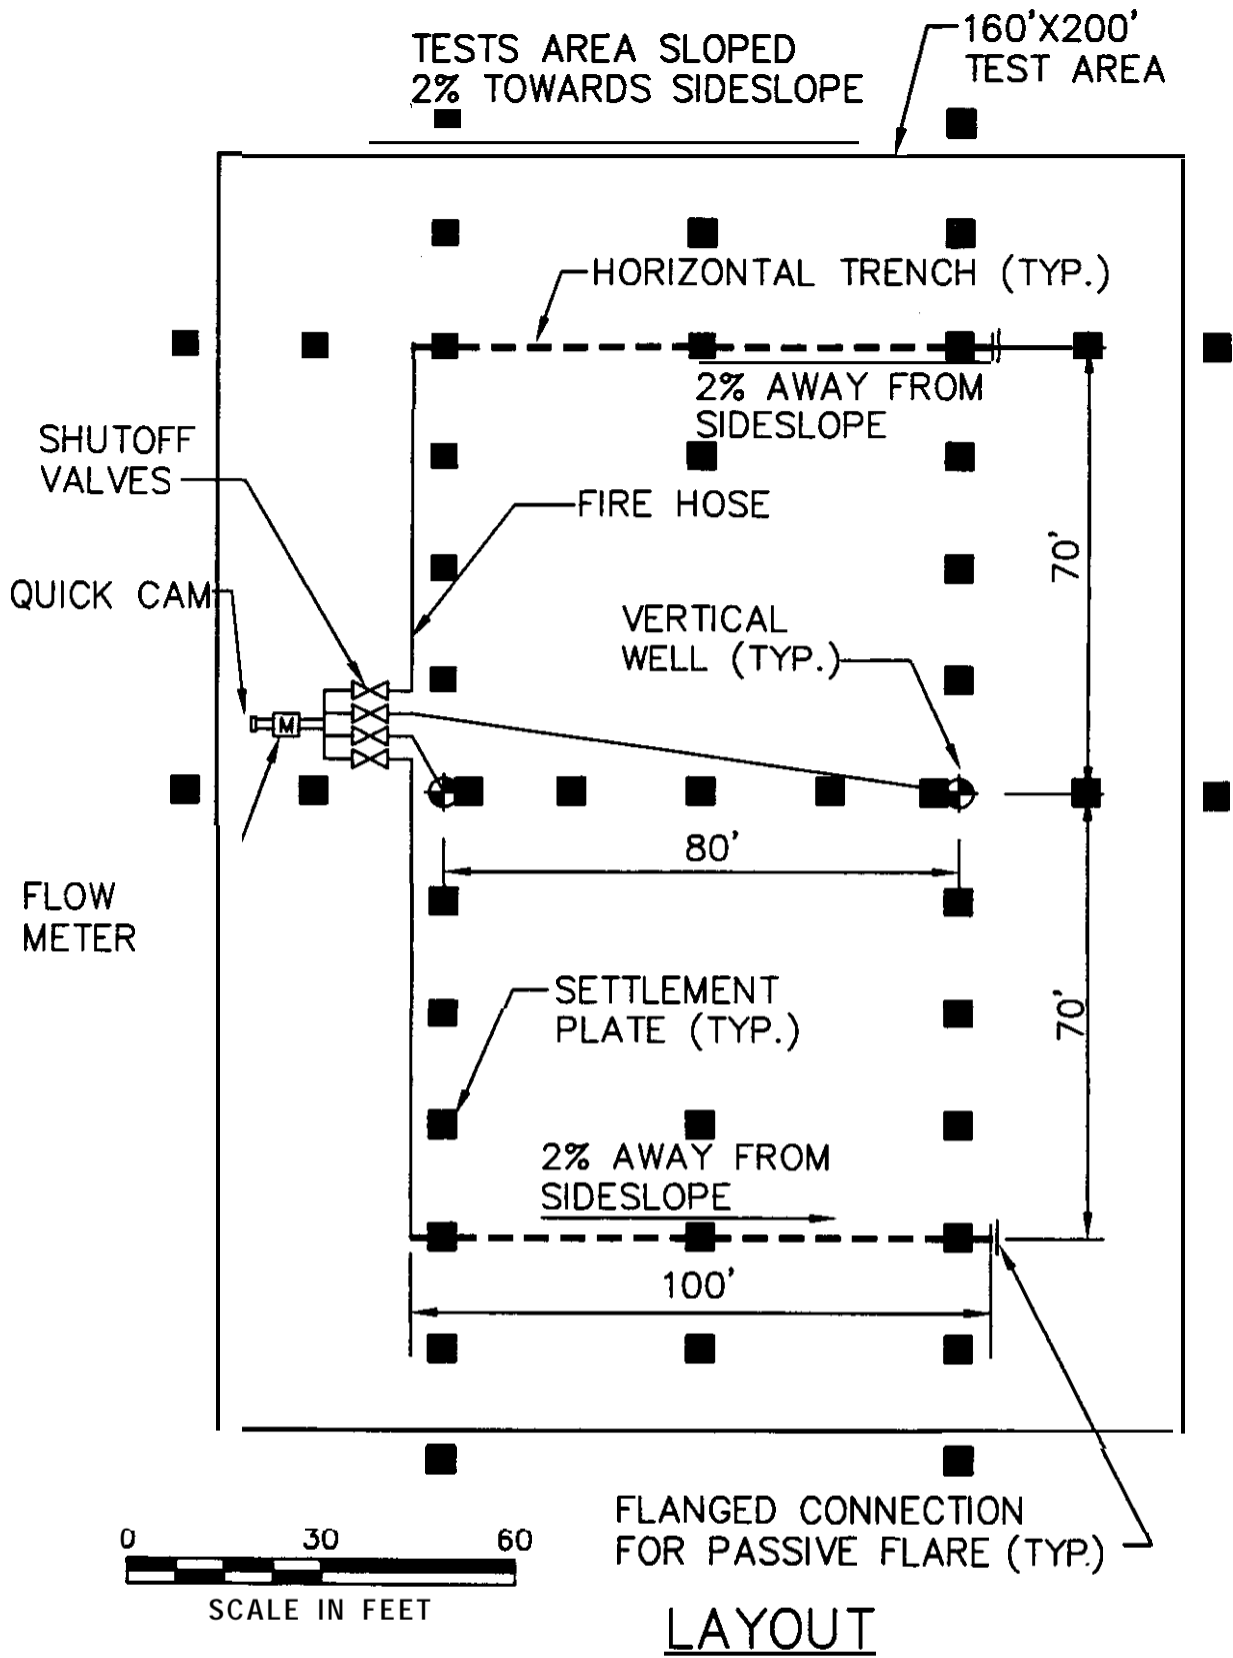 160'X200'
TEST AREA
TESTS AREA SLOPED
2% TOWARDS SIDESLOPE
HORIZONTAL TRENCH (TYP.)
2% AWAY FROM
SIDESLOPE
SHUTOFF
VALVES
FIRE HOSE
70'
QUICK CAM
VERTICAL
WELL (TYP.)
M
80'
FLOW
METER
SETTLEMENT
PLATE (TYP.)
70'
2% AWAY FROM
SIDESLOPE
100'
FLANGED CONNECTION
FOR PASSIVE FLARE (TYP.)
0 30 60
SCALE IN FEET
LAYOUT